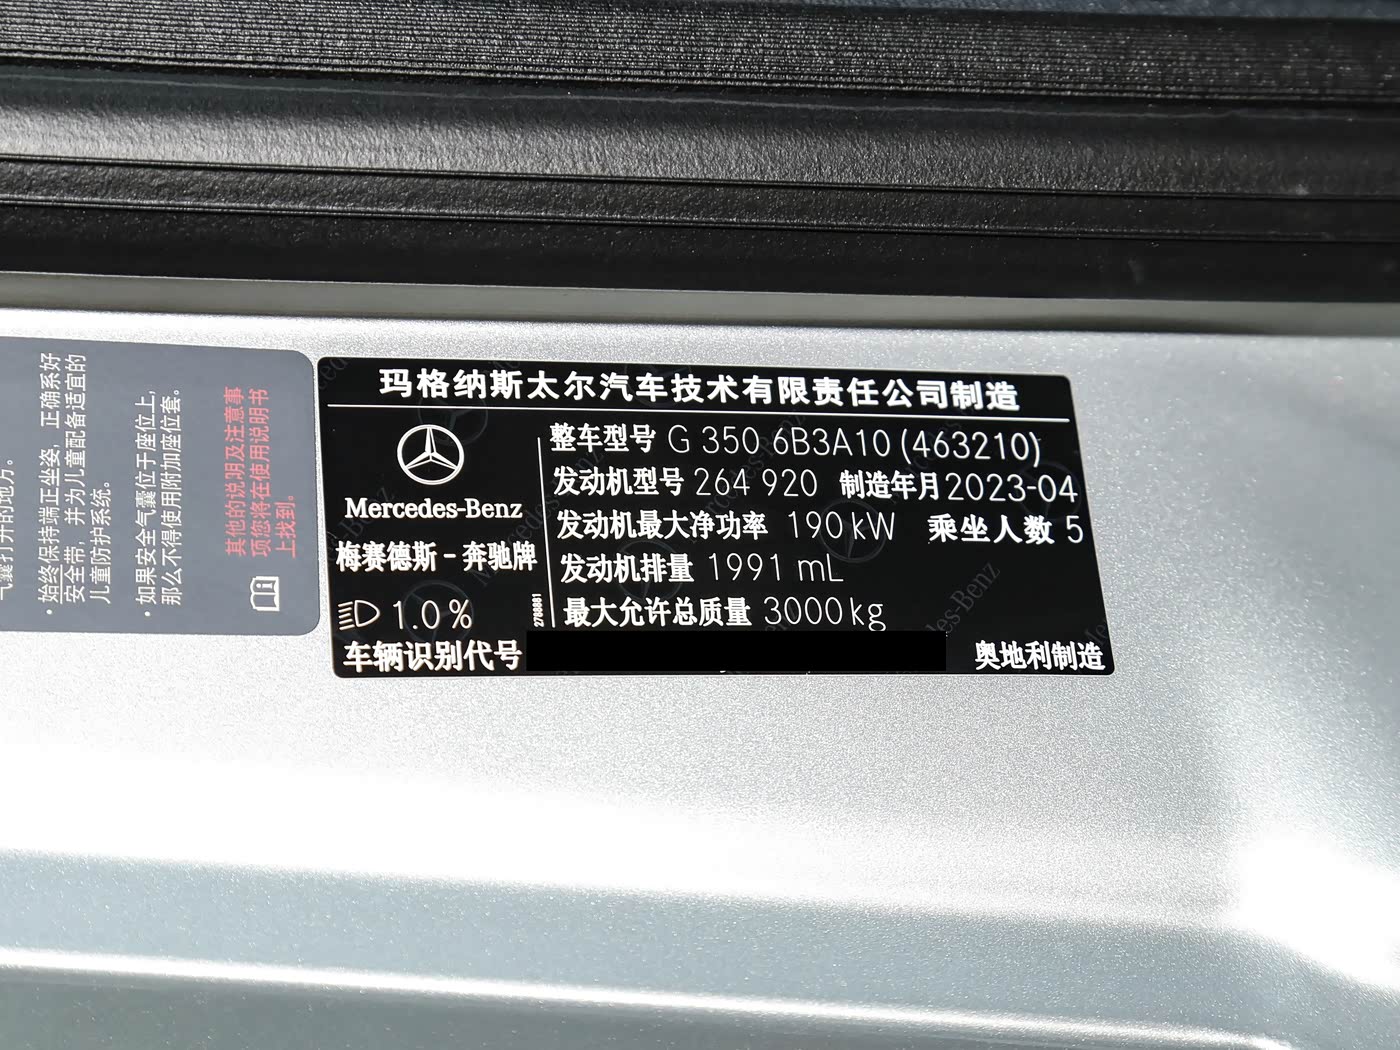 气囊打开的地方。
· 始终保持端正坐姿，正确系好
安全带，并为儿童配备适宜的
儿童防护系统。
· 如果安全气囊位于座位上，
那么不得使用附加座位套。
其他的说明及注意事
项您将在使用说明书
上找到。
玛格纳斯太尔汽车技术有限责任公司制造
Mercedes-Benz
梅赛德斯－奔驰牌
1.0%
整车型号 G 350 6B3A10 (463210)
发动机型号 264 920 制造年月 2023-04
发动机最大净功率 190 kW 乘坐人数 5
发动机排量 1991 mL
最大允许总质量 3000 kg
车辆识别代号
奥地利制造